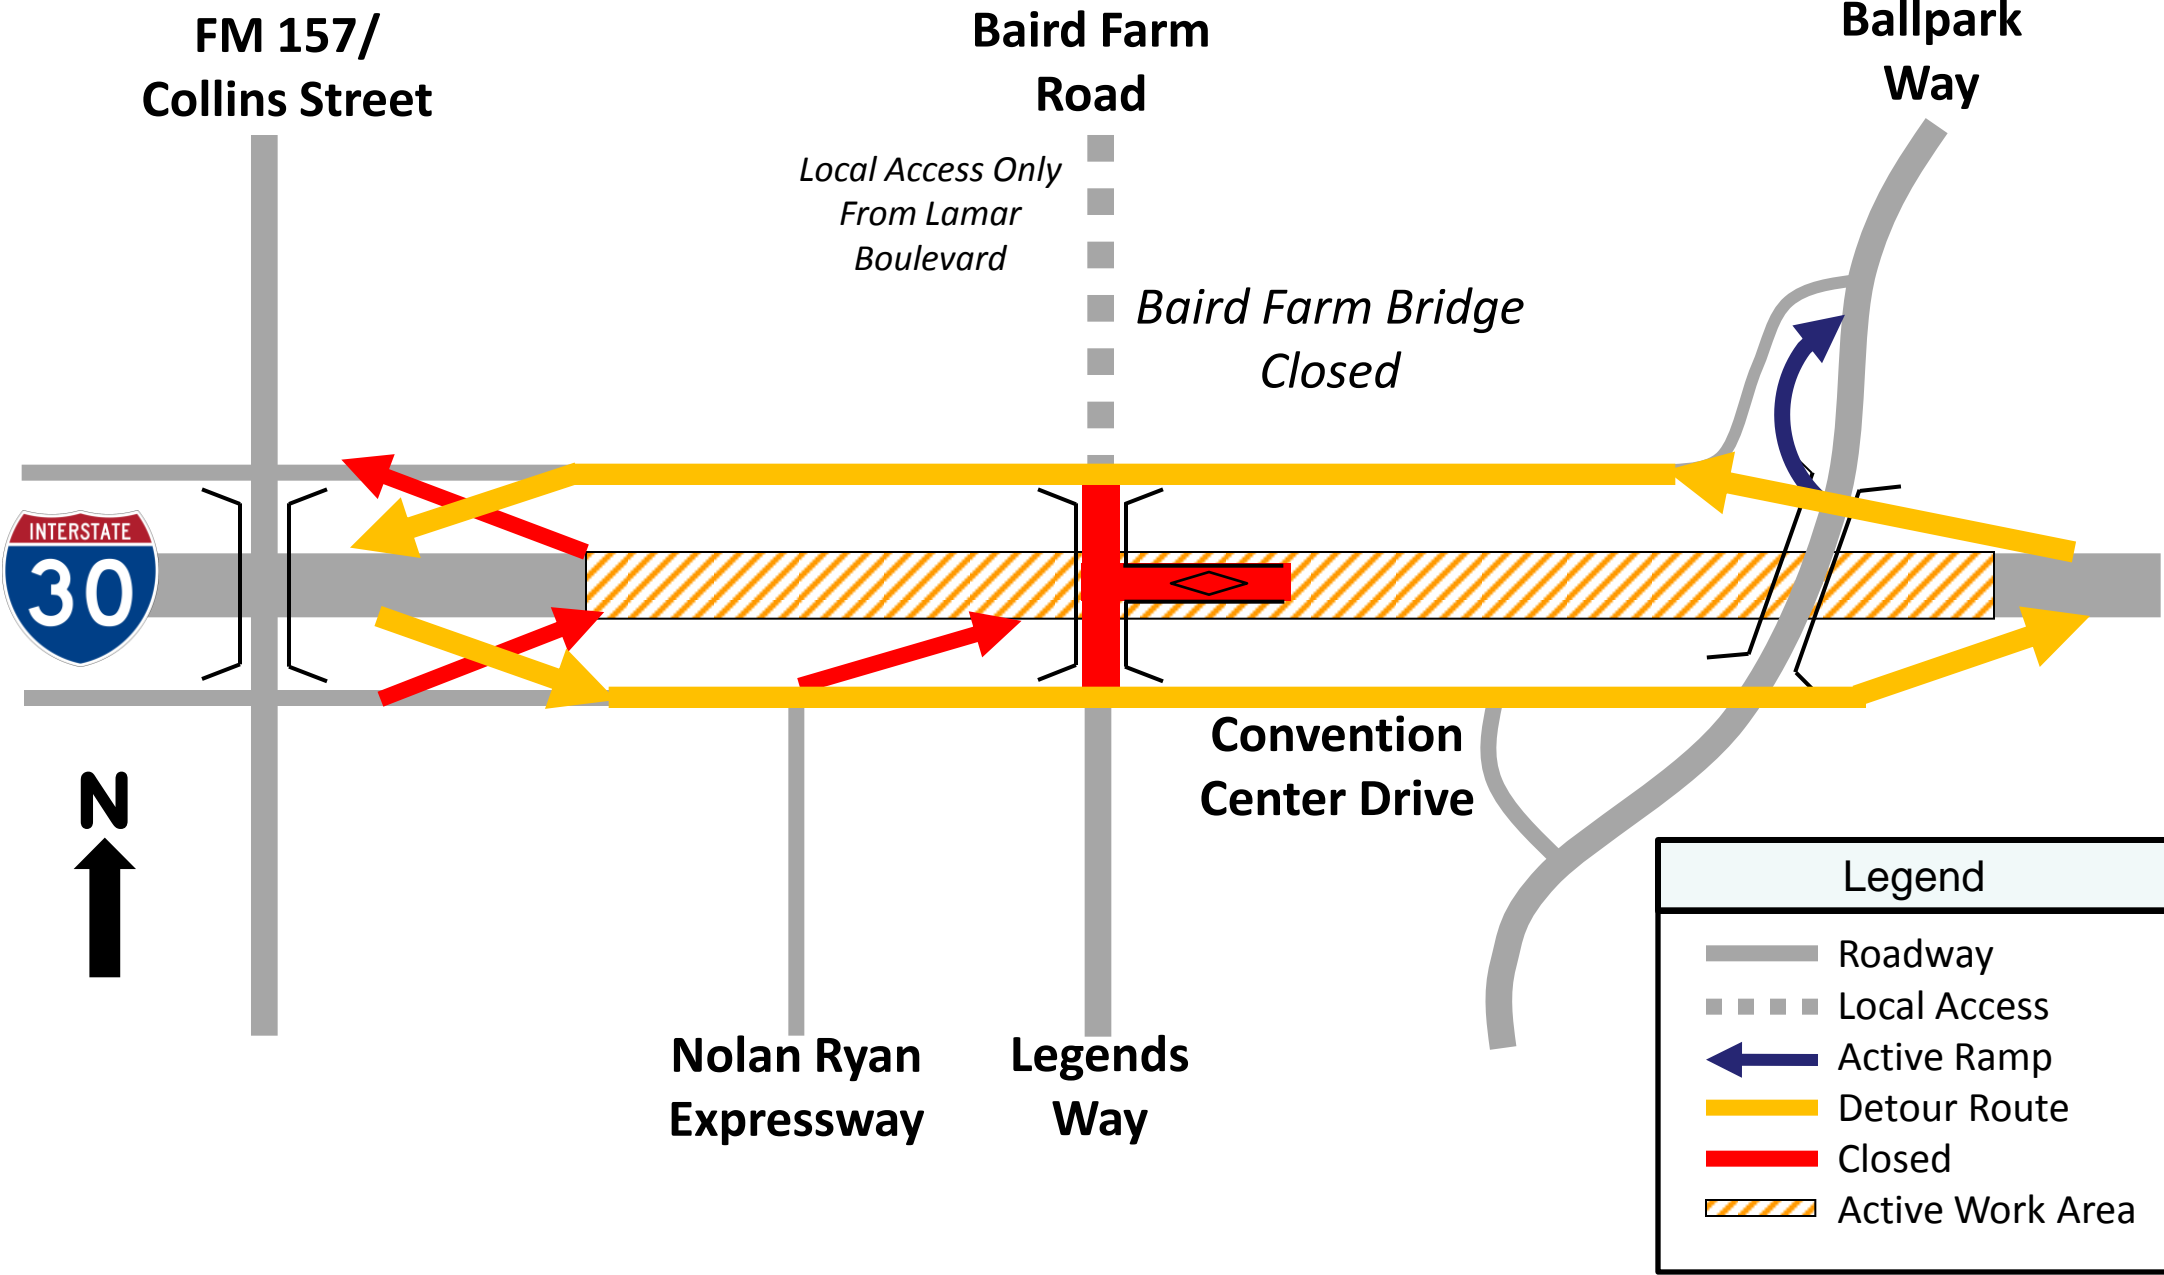 FM 157/
Collins Street
Baird Farm
Road
Ballpark
Way
Local Access Only
From Lamar
Boulevard
Baird Farm Bridge
Closed
INTERSTATE
30
Convention
Center Drive
N
Nolan Ryan
Expressway
Legends
Way
Legend
Roadway
Local Access
Active Ramp
Detour Route
Closed
Active Work Area